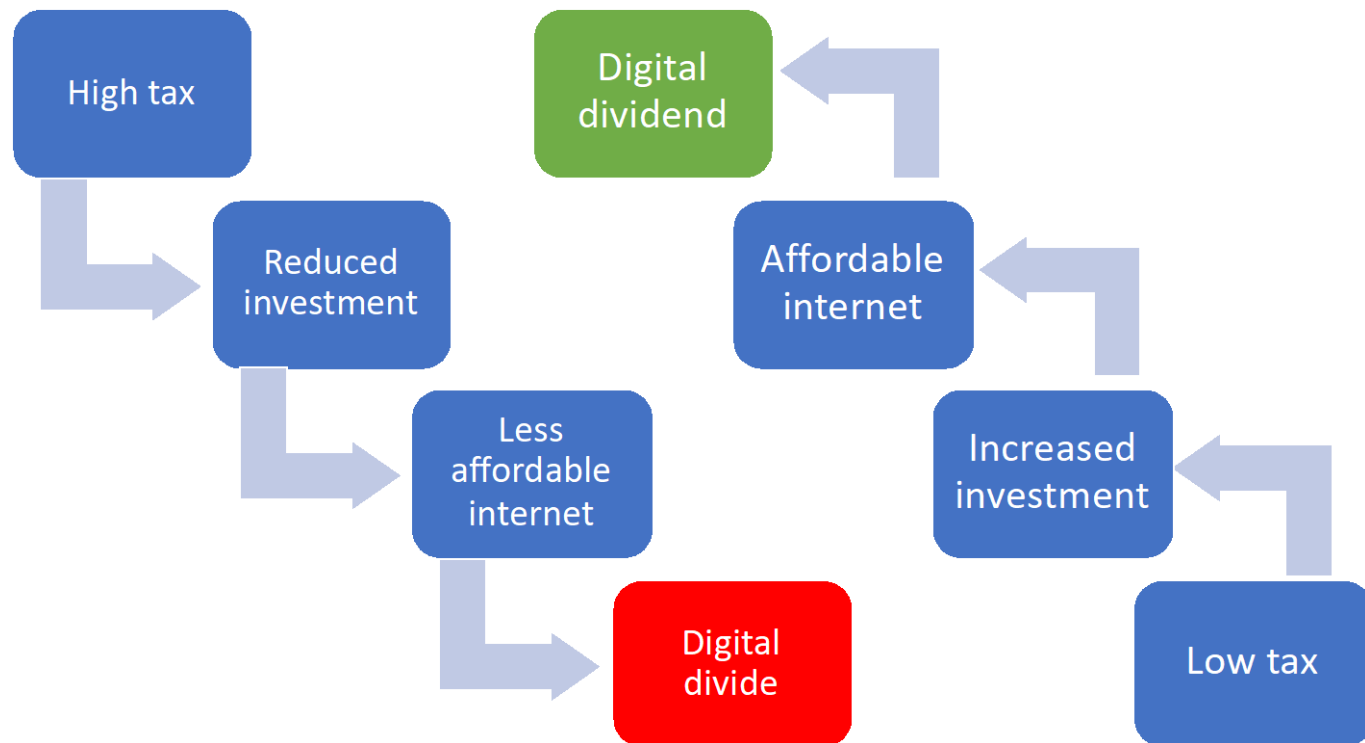 High tax
Reduced
investment
Less
affordable
internet
Digital
divide
Digital
dividend
Affordable
internet
Increased
investment
Low tax